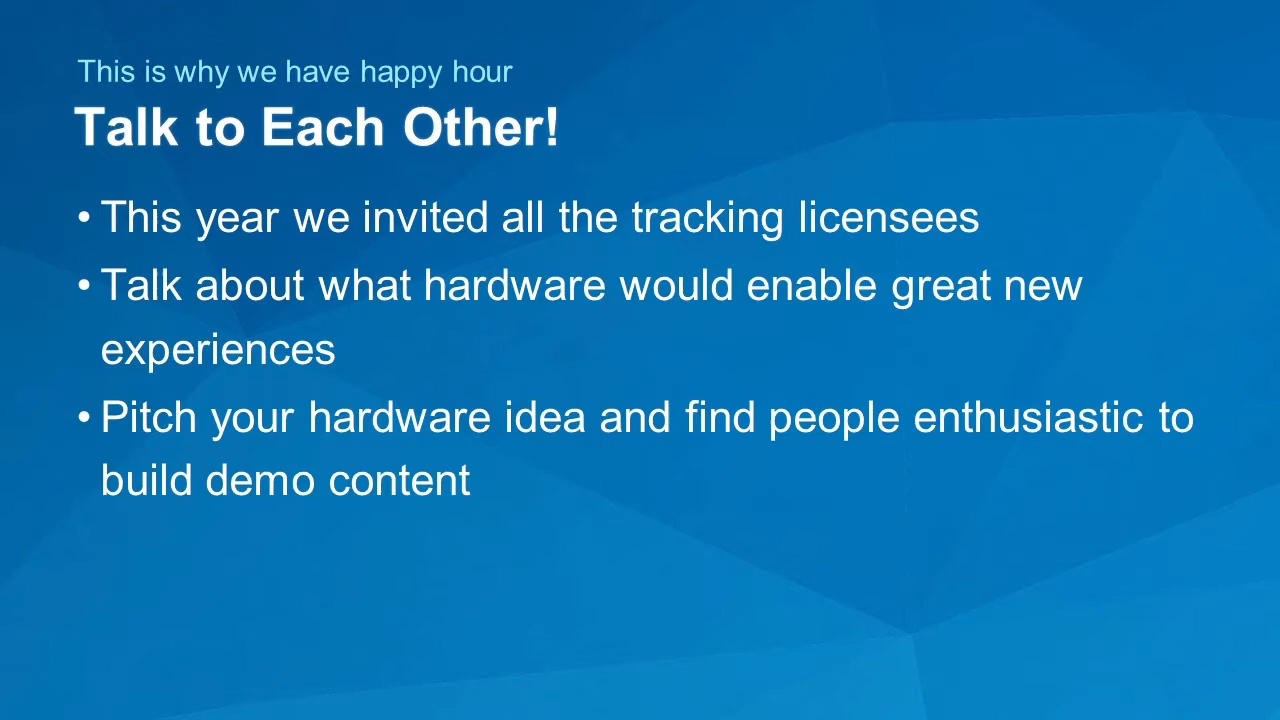 This is why we have happy hour
Talk to Each Other!
• This year we invited all the tracking licensees
• Talk about what hardware would enable great new
experiences
• Pitch your hardware idea and find people enthusiastic to
build demo content